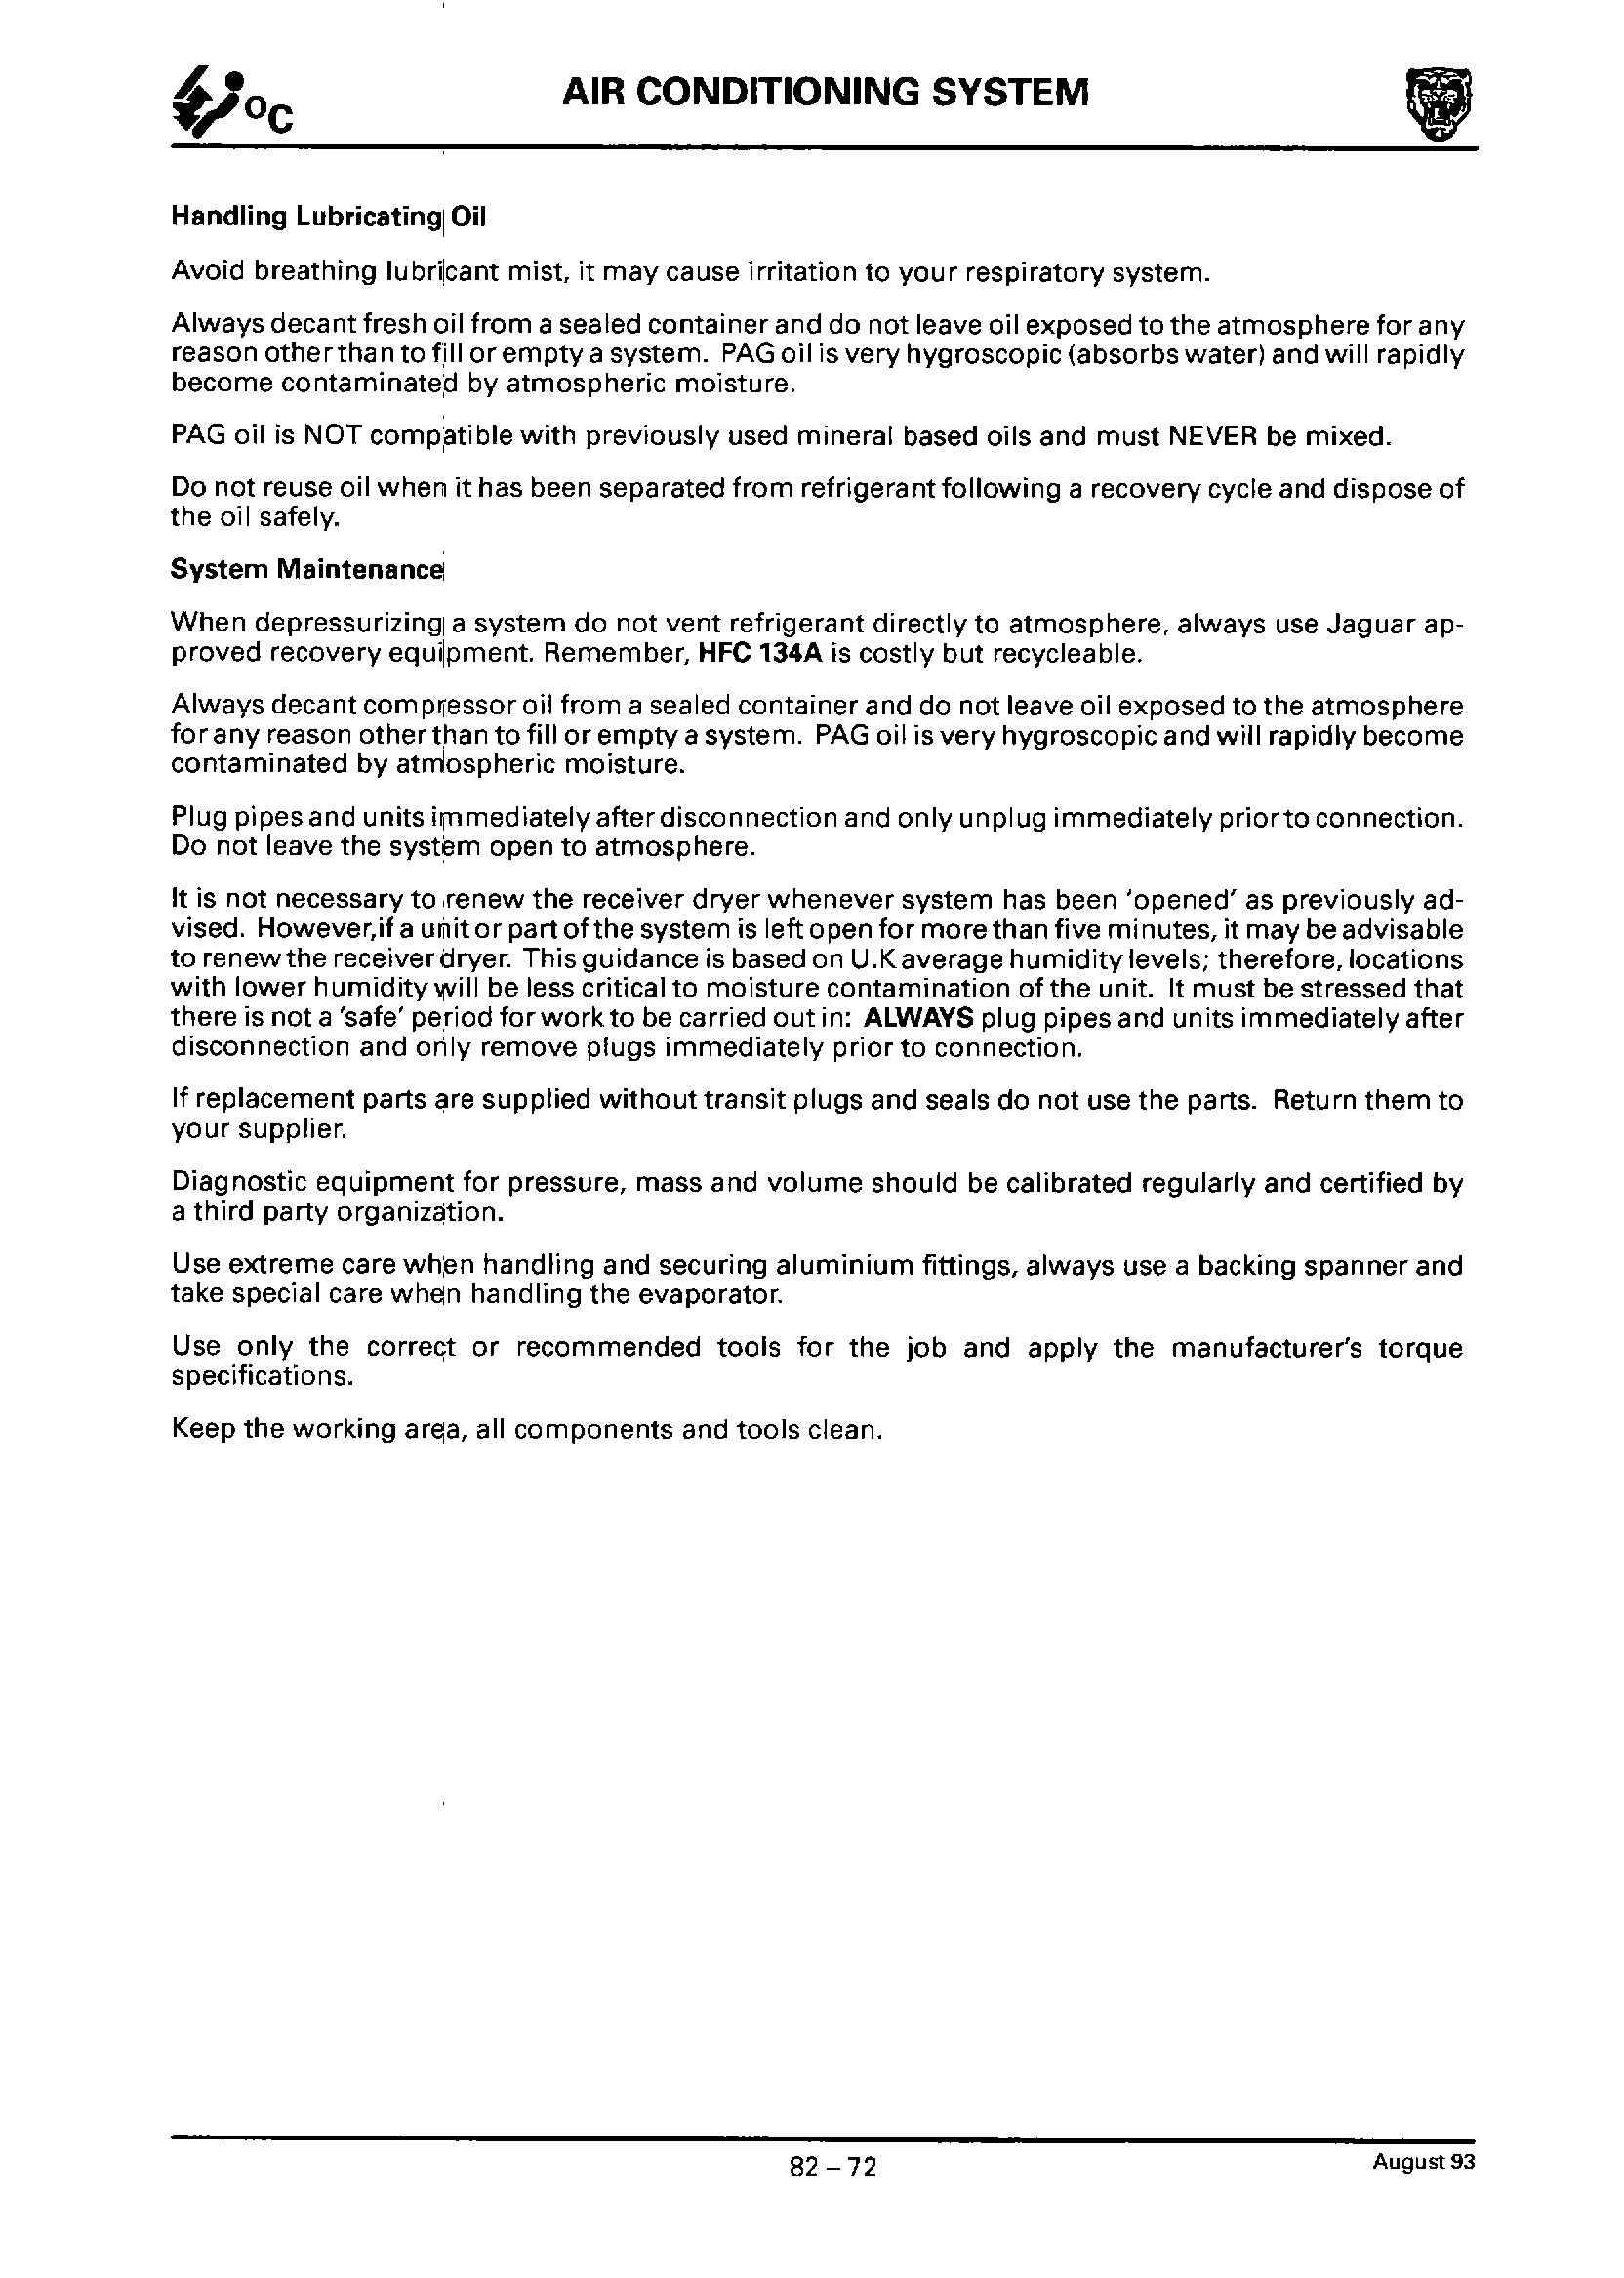 °C
AIR CONDITIONING SYSTEM
Handling Lubricating Oil
Avoid breathing lubricant mist, it may cause irritation to your respiratory system.
Always decant fresh oil from a sealed container and do not leave oil exposed to the atmosphere for any
reason other than to fill or empty a system. PAG oil is very hygroscopic (absorbs water) and will rapidly
become contaminated by atmospheric moisture.
PAG oil is NOT compatible with previously used mineral based oils and must NEVER be mixed.
Do not reuse oil when it has been separated from refrigerant following a recovery cycle and dispose of
the oil safely.
System Maintenance
When depressurizing a system do not vent refrigerant directly to atmosphere, always use Jaguar ap-
proved recovery equipment. Remember, HFC 134A is costly but recycleable.
Always decant compressor oil from a sealed container and do not leave oil exposed to the atmosphere
for any reason other than to fill or empty a system. PAG oil is very hygroscopic and will rapidly become
contaminated by atmospheric moisture.
Plug pipes and units immediately after disconnection and only unplug immediately prior to connection.
Do not leave the system open to atmosphere.
It is not necessary to renew the receiver dryer whenever system has been 'opened' as previously ad-
vised. However,if a unit or part of the system is left open for more than five minutes, it may be advisable
to renew the receiver dryer. This guidance is based on U.K average humidity levels; therefore, locations
with lower humidity will be less critical to moisture contamination of the unit. It must be stressed that
there is not a 'safe' period for work to be carried out in: ALWAYS plug pipes and units immediately after
disconnection and only remove plugs immediately prior to connection.
If replacement parts are supplied without transit plugs and seals do not use the parts. Return them to
your supplier.
Diagnostic equipment for pressure, mass and volume should be calibrated regularly and certified by
a third party organization.
Use extreme care when handling and securing aluminium fittings, always use a backing spanner and
take special care when handling the evaporator.
Use only the correct or recommended tools for the job and apply the manufacturer's torque
specifications.
Keep the working area, all components and tools clean.
82 – 72
August 93